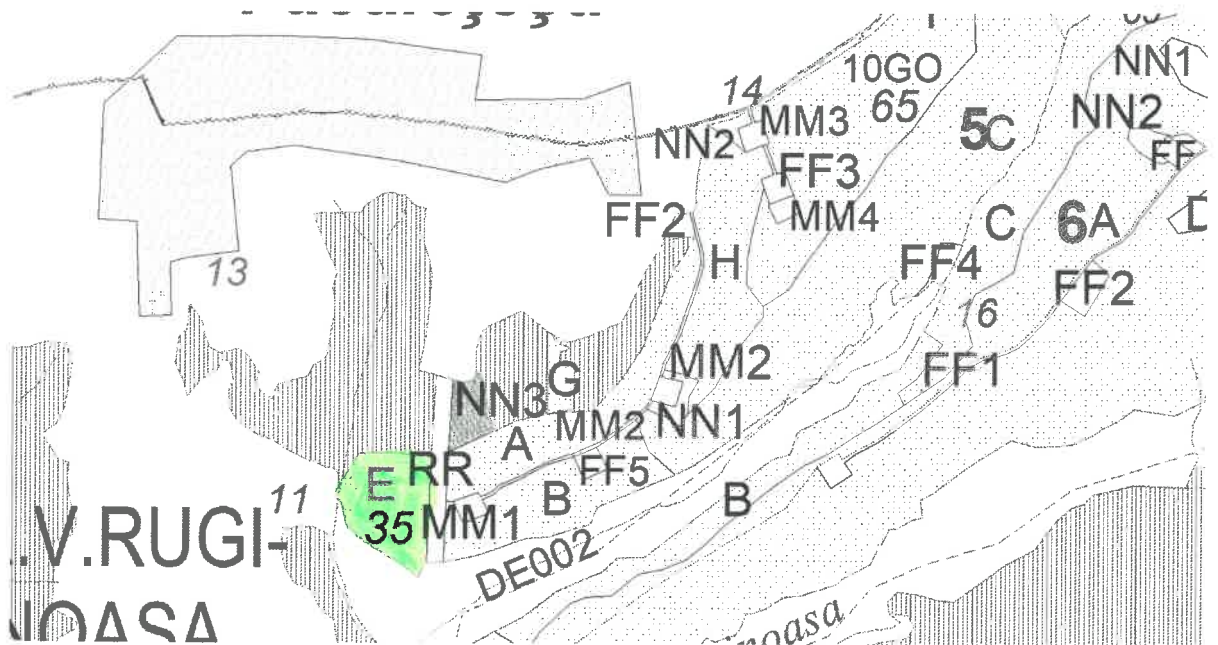 NN1
10GO
65
14
NN2
MM3
5C
NN2
FF3
FF
MM4
FF2
H
C
6A
D
13
FF4
FF2
16
MM2
FF1
G
NN3
MM2
NN1
A
RR
FF5
E
11
B
B
35
MM1
.V.RUGI-
NOASA
DE002
noasa